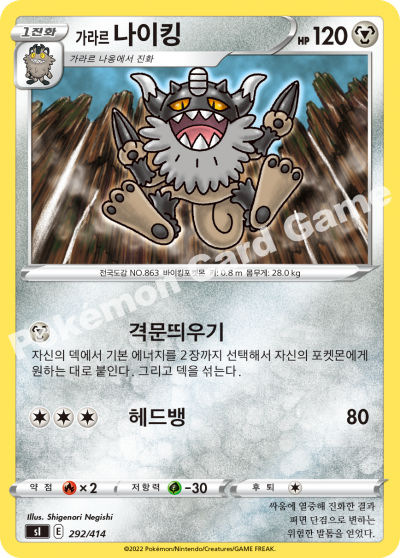 1진화
가라르 나이킹
HP 120
가라르 나옹에서 진화
전국도감 NO.863 바이킹포켓몬 키: 0.8 m 몸무게: 28.0 kg
Pokémon Card Game
격문띄우기
자신의 덱에서 기본 에너지를 2장까지 선택해서 자신의 포켓몬에게
원하는 대로 붙인다. 그리고 덱을 섞는다.
헤드뱅 80
약점 ×2 저항력 -30 후퇴
Illus. Shigenori Negishi
sI E 292/414
싸움에 열중해 진화한 결과
펴면 단검으로 변하는
위험한 발톱을 얻었다.
©2022 Pokémon/Nintendo/Creatures/GAME FREAK.